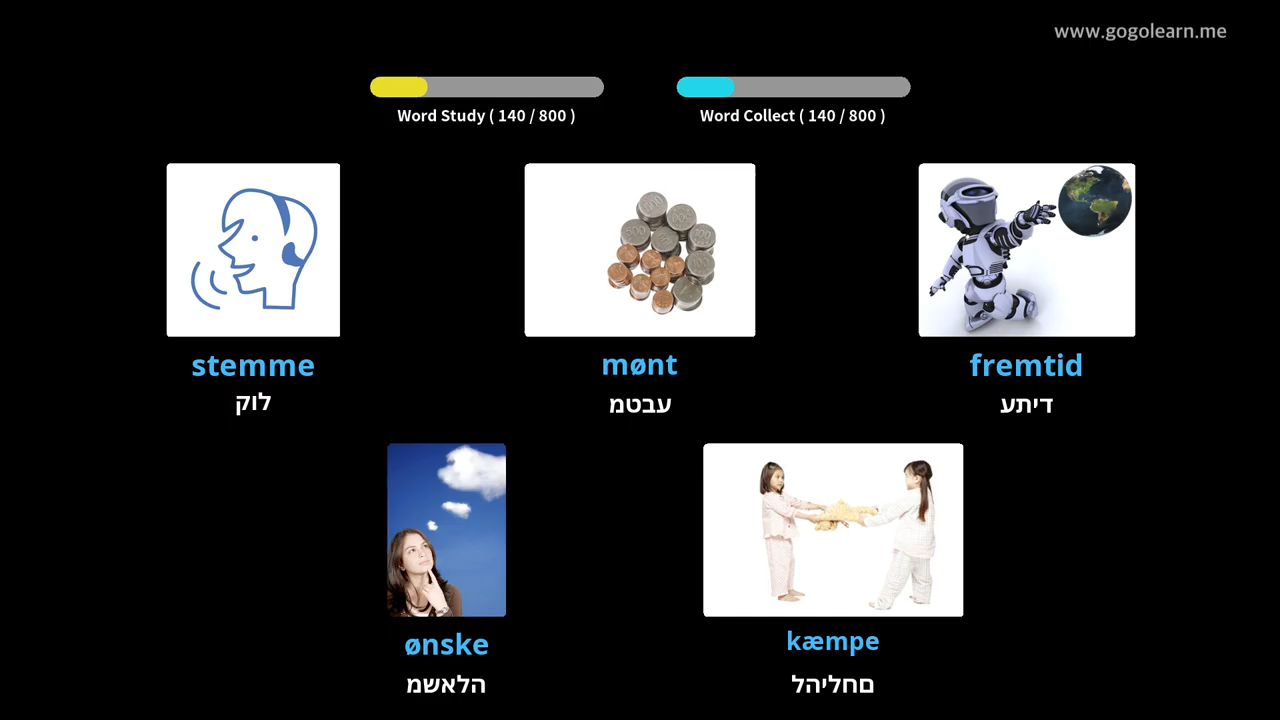 www.gogolearn.me
Word Study ( 140 / 800 )
Word Collect ( 140 / 800 )
stemme
קול
mønt
מטבע
fremtid
עתיד
ønske
משאלה
kæmpe
להילחם